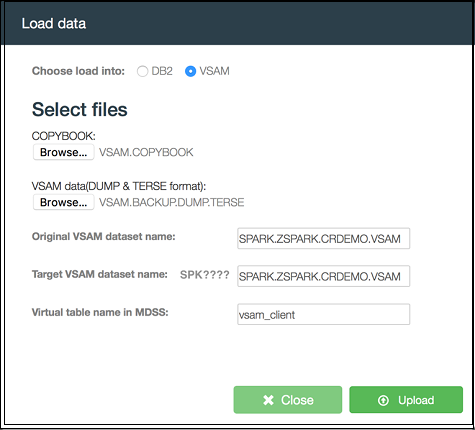 Load data
Choose load into: DB2 VSAM
Select files
COPYBOOK:
Browse... VSAM.COPYBOOK
VSAM data(DUMP & TERSE format):
Browse... VSAM.BACKUP.DUMP.TERSE
Original VSAM dataset name: SPARK.ZSPARK.CRDEMO.VSAM
Target VSAM dataset name: SPK???? SPARK.ZSPARK.CRDEMO.VSAM
Virtual table name in MDSS: vsam_client
Close Upload